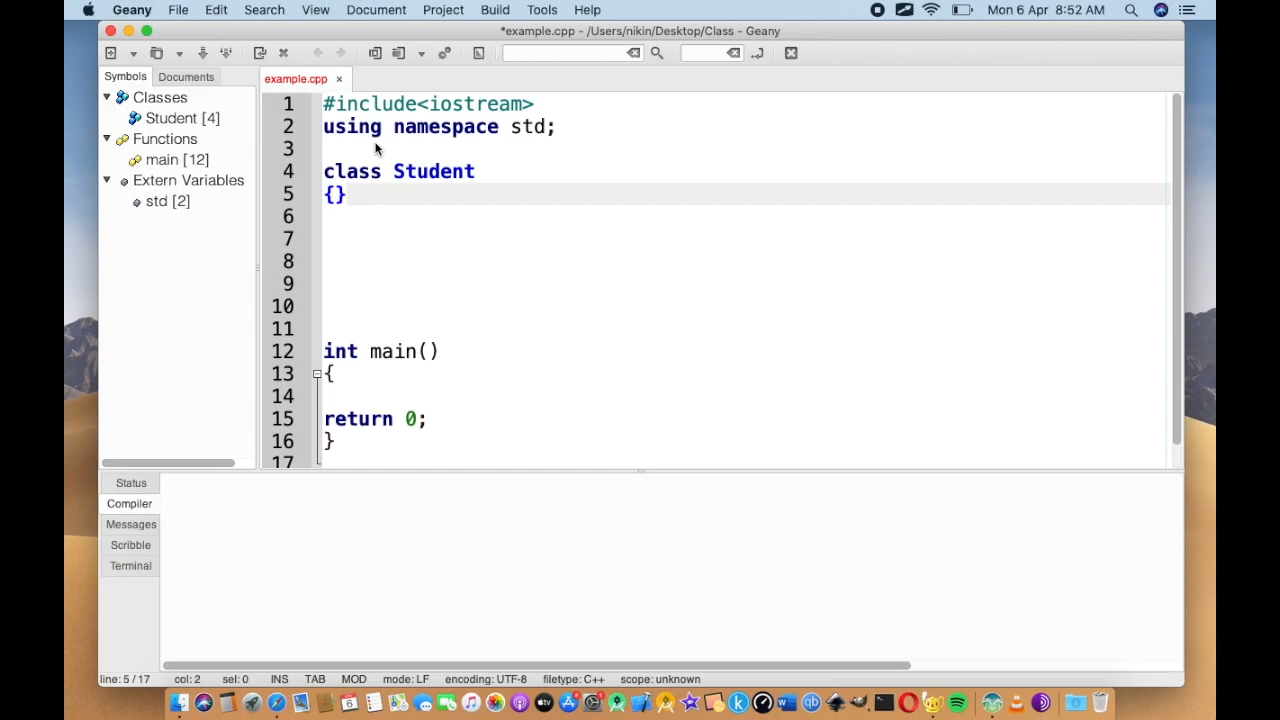 Geany File Edit Search View Document Project Build Tools Help Mon 6 Apr 8:52 AM
*example.cpp - /Users/nikin/Desktop/Class - Geany
Symbols Documents
example.cpp ×
Classes
Student [4]
Functions
main [12]
Extern Variables
std [2]
1 #include<iostream>
2 using namespace std;
3
4 class Student
5 {}
6
7
8
9
10
11
12 int main()
13 {
14
15 return 0;
16 }
17
Status
Compiler
Messages
Scribble
Terminal
line: 5 / 17 col: 2 sel: 0 INS TAB MOD mode: LF encoding: UTF-8 filetype: C++ scope: unknown